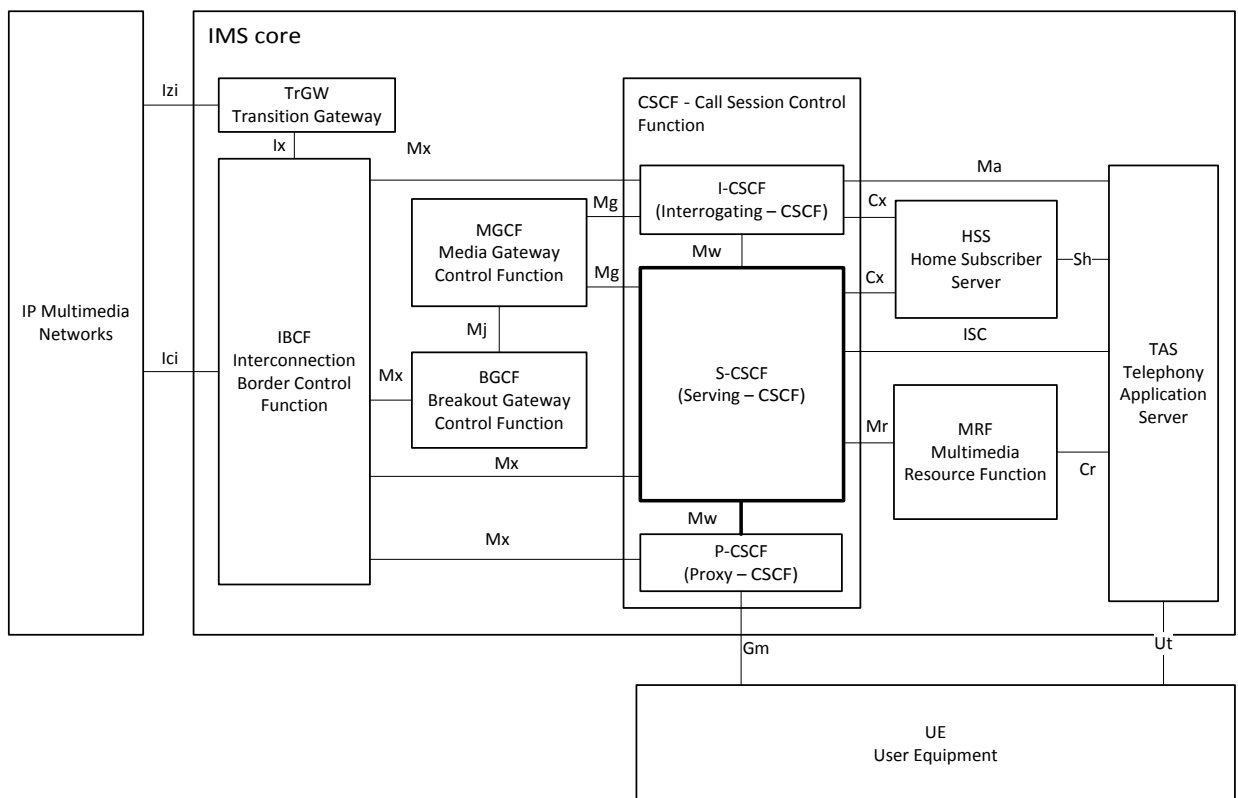 IMS core
TrGW
Transition Gateway
Izi
Ix
CSCF - Call Session Control
Function
Mx
I-CSCF
(Interrogating – CSCF)
Ma
Mg
Cx
MGCF
Media Gateway
Control Function
HSS
Home Subscriber
Server
Mw
Mg
Cx
Sh
IP Multimedia
Networks
Ici
IBCF
Interconnection
Border Control
Function
Mj
ISC
Mx
BGCF
Breakout Gateway
Control Function
S-CSCF
(Serving – CSCF)
TAS
Telephony
Application
Server
Mr
MRF
Multimedia
Resource Function
Cr
Mx
Mw
Mx
P-CSCF
(Proxy – CSCF)
Gm
Ut
UE
User Equipment